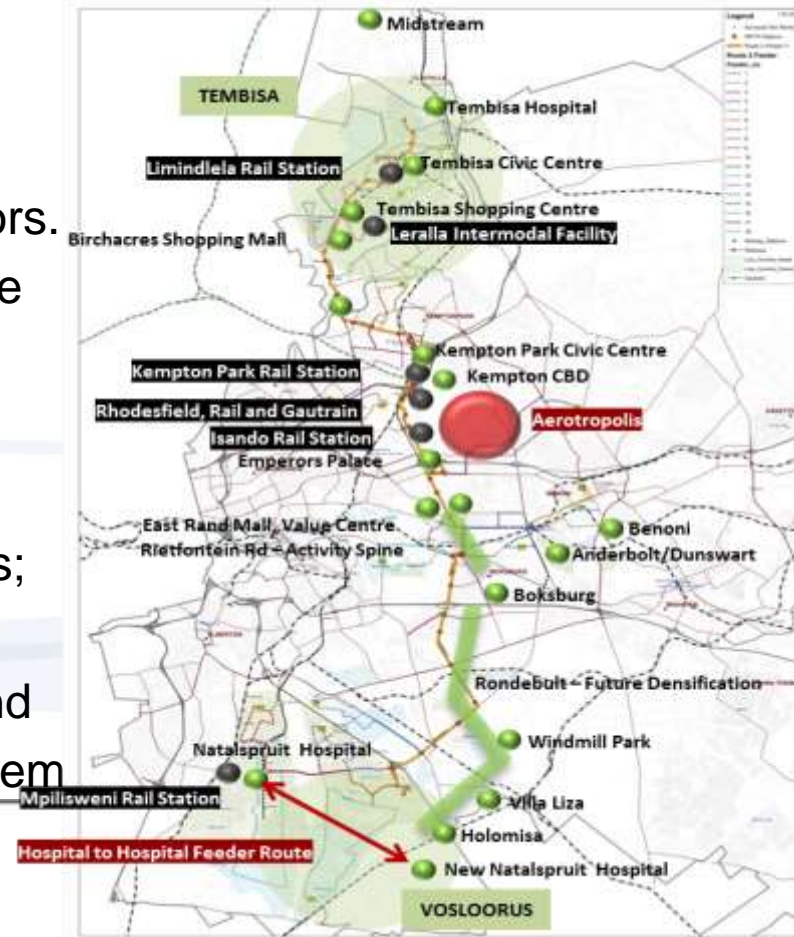 ors.
e
s;
nd
em
Midstream
TEMBISA
Tembisa Hospital
Limindlela Rail Station
Tembisa Civic Centre
Tembisa Shopping Centre
Birchacres Shopping Mall
Leralla Intermodal Facility
Kempton Park Civic Centre
Kempton Park Rail Station
Kempton CBD
Rhodesfield, Rail and Gautrain
Aerotropolis
Isando Rail Station
Emperors Palate
East Rand Mall, Value Centre
Rietfontein Rd – Activity Spine
Benoni
Anderbolt/Dunswart
Boksburg
Rondebult – Future Densification
Natalspruit Hospital
Windmill Park
Mpilisweni Rail Station
Villa Liza
Holomisa
Hospital to Hospital Feeder Route
New Natalspruit Hospital
VOSLOORUS
Legend